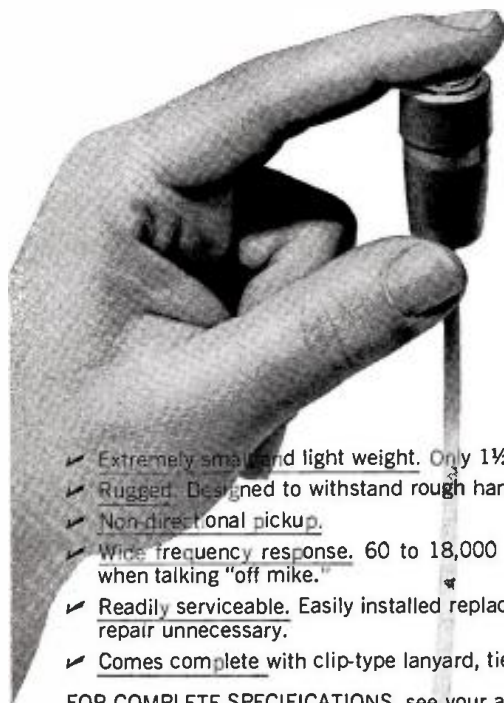 Extremely small and light weight. Only 1½
Rugged. Designed to withstand rough han
Non-directional pickup.
Wide frequency response. 60 to 18,000
when talking "off mike."
Readily serviceable. Easily installed replac
repair unnecessary.
Comes complete with clip-type lanyard, tie
FOR COMPLETE SPECIFICATIONS, see your a